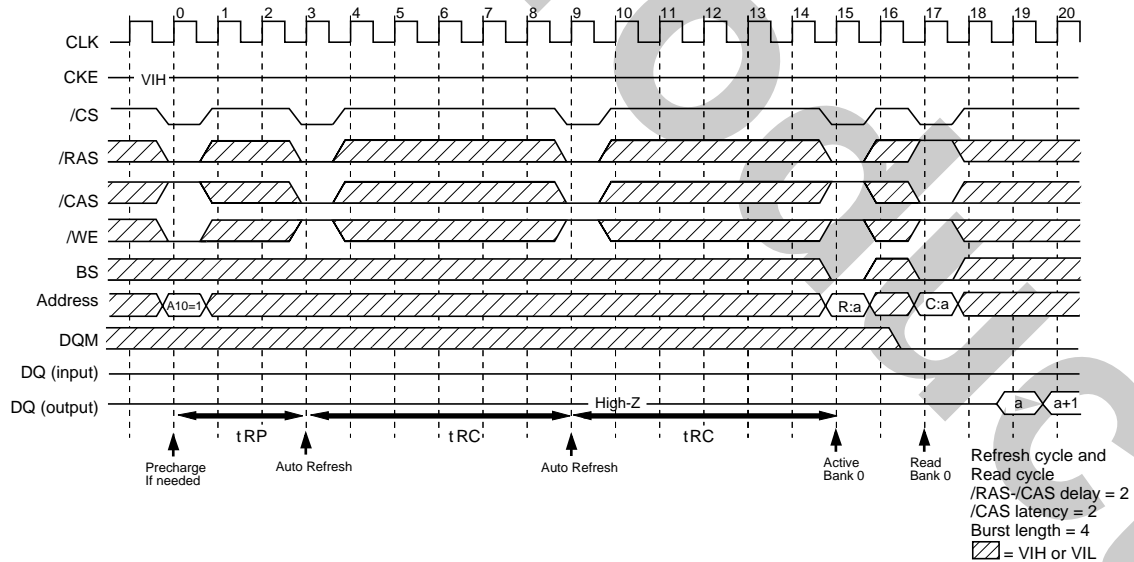 0 1 2 3 4 5 6 7 8 9 10 11 12 13 14 15 16 17 18 19 20
CLK
CKE VIH
/CS
/RAS
/CAS
/WE
BS
Address A10=1 R:a C:a
DQM
DQ (input)
DQ (output) High-Z a a+1
tRP tRC tRC
Precharge
If needed
Auto Refresh
Auto Refresh
Active
Bank 0
Read
Bank 0
Refresh cycle and
Read cycle
/RAS-/CAS delay = 2
/CAS latency = 2
Burst length = 4
= VIH or VIL